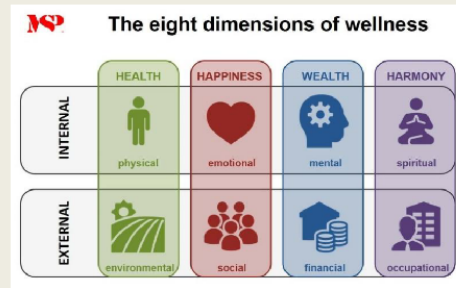 MSP
The eight dimensions of wellness
HEALTH HAPPINESS WEALTH HARMONY
INTERNAL
physical emotional mental spiritual
EXTERNAL
environmental social financial occupational